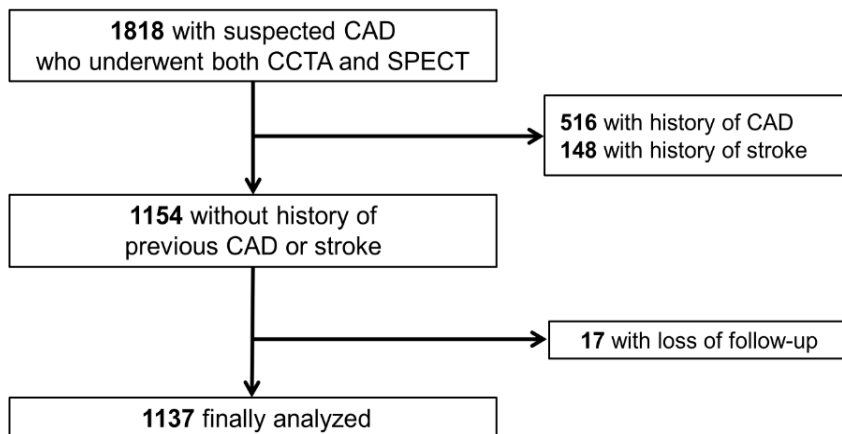 1818 with suspected CAD
who underwent both CCTA and SPECT
516 with history of CAD
148 with history of stroke
1154 without history of
previous CAD or stroke
17 with loss of follow-up
1137 finally analyzed